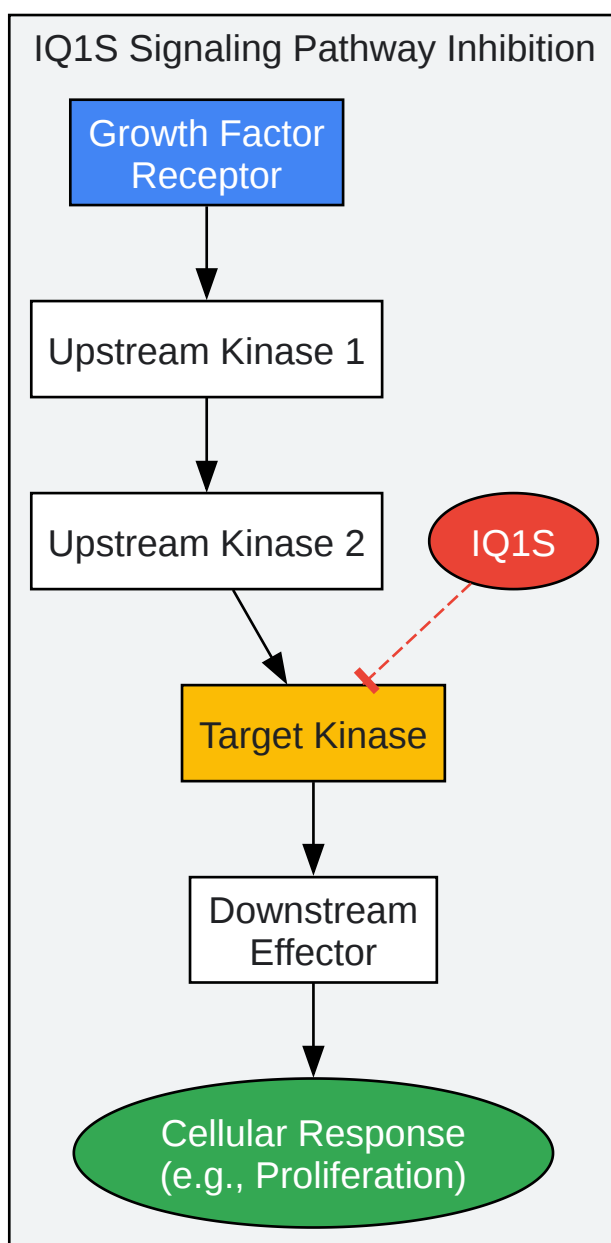 IQ1S Signaling Pathway Inhibition
Growth Factor
Receptor
Upstream Kinase 1
Upstream Kinase 2
IQ1S
Target Kinase
Downstream
Effector
Cellular Response
(e.g., Proliferation)